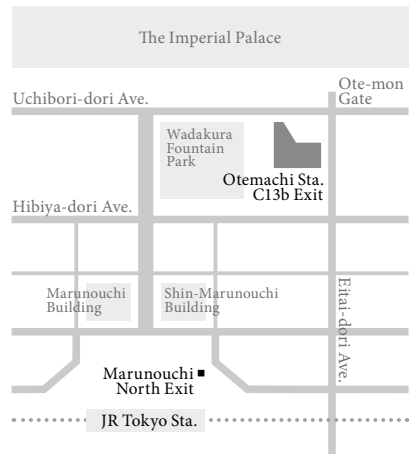 The Imperial Palace
Ote-mon
Gate
Uchibori-dori Ave.
Wadakura
Fountain
Park
Otemachi Sta.
C13b Exit
Hibiya-dori Ave.
Marunouchi
Building
Shin-Marunouchi
Building
Eitai-dori Ave.
Marunouchi
North Exit
JR Tokyo Sta.